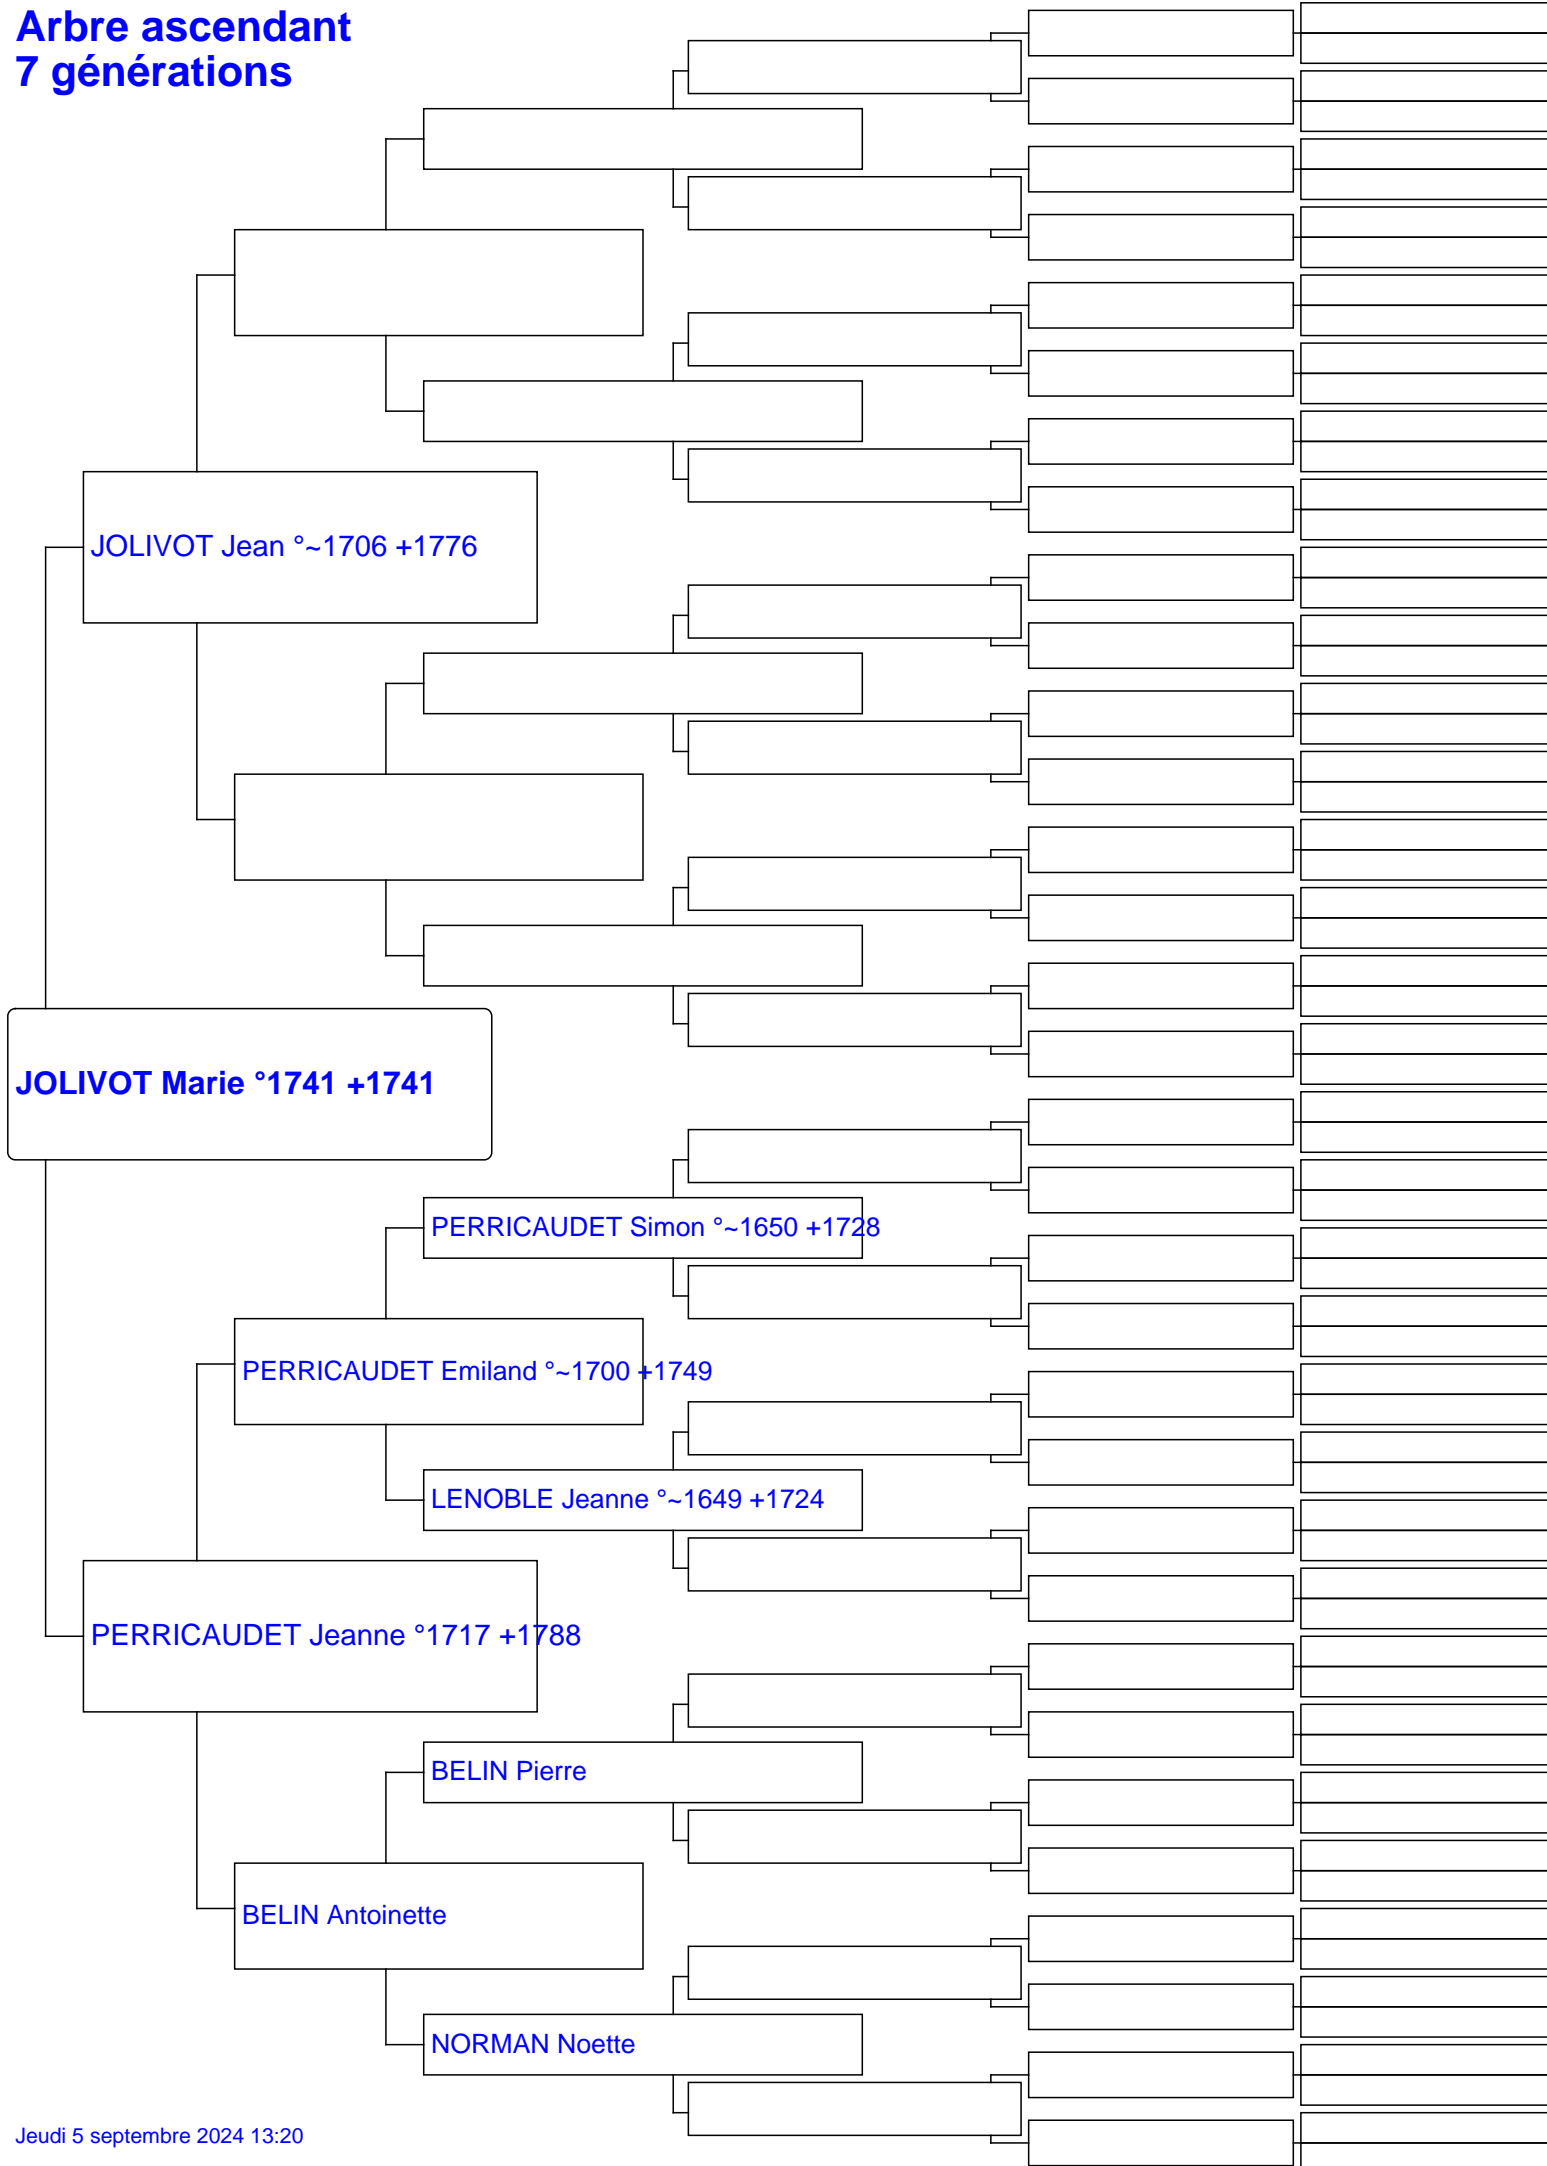 Arbre ascendant
7 générations
JOLIVOT Jean °~1706 +1776
JOLIVOT Marie °1741 +1741
PERRICAUDET Simon °~1650 +1728
PERRICAUDET Emiland °~1700 +1749
LENOBLE Jeanne °~1649 +1724
PERRICAUDET Jeanne °1717 +1788
BELIN Pierre
BELIN Antoinette
NORMAN Noette
Jeudi 5 septembre 2024 13:20